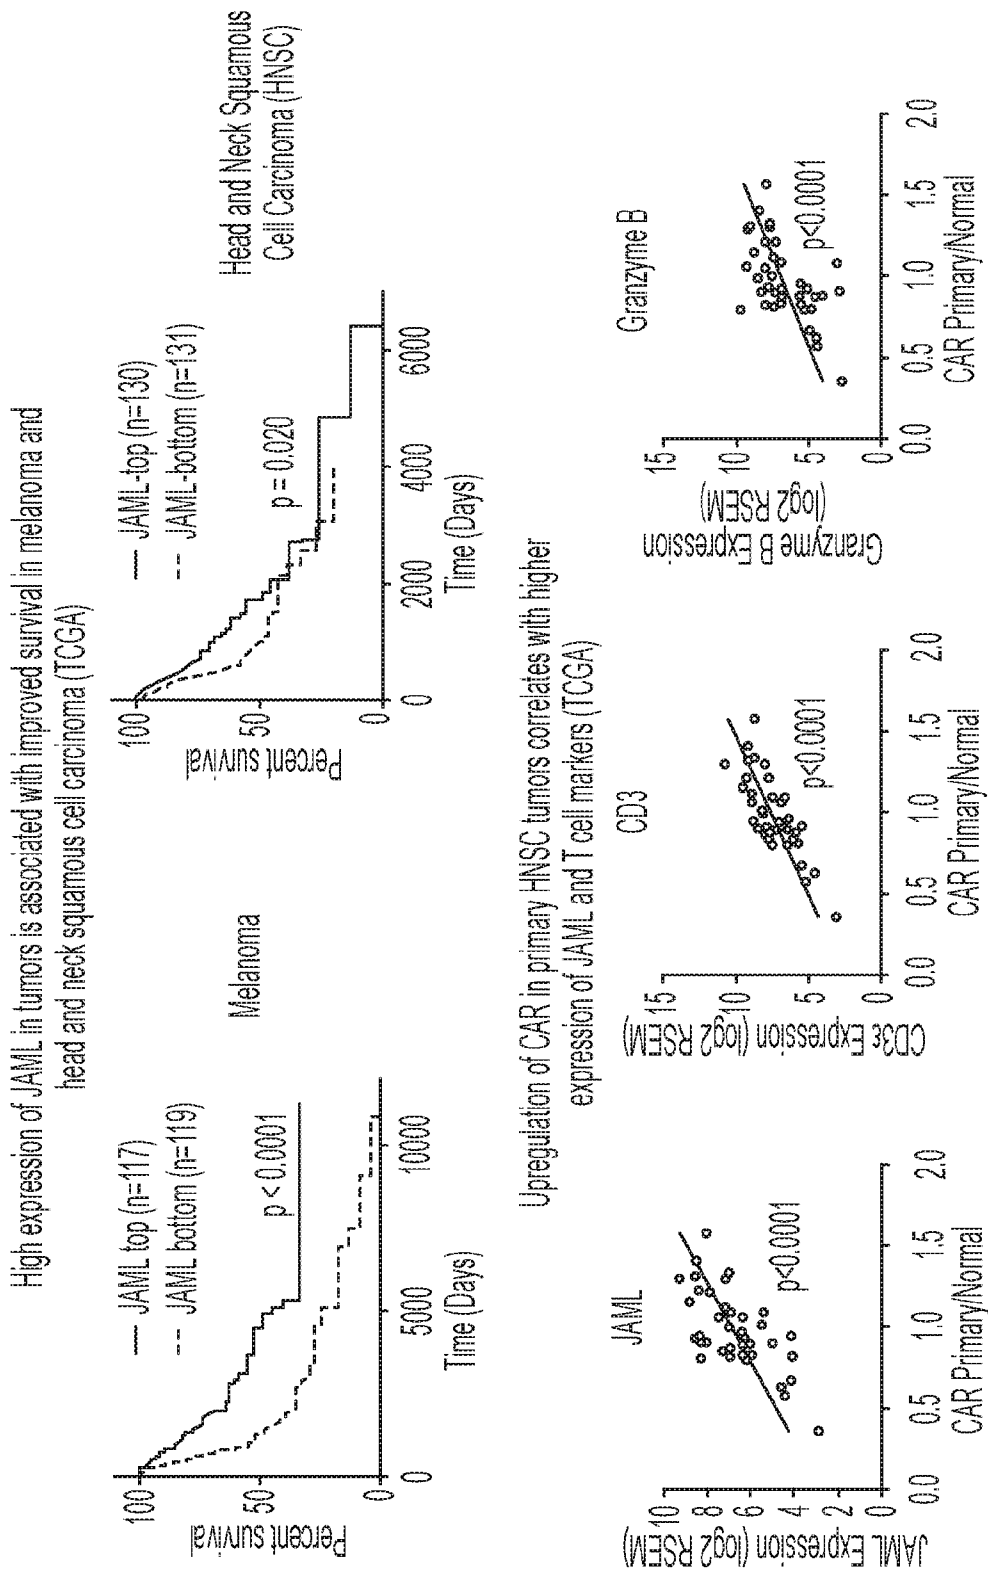 High expression of JAML in tumors is associated with improved survival in melanoma and
head and neck squamous cell carcinoma (TCGA)
Melanoma
JAML top (n=117)
JAML bottom (n=119)
p < 0.0001
Percent survival
100
50
0
0
5000
10000
Time (Days)
Head and Neck Squamous
Cell Carcinoma (HNSC)
JAML-top (n=130)
JAML-bottom (n=131)
p = 0.020
Percent survival
100
50
0
0
2000
4000
6000
Time (Days)
Upregulation of CAR in primary HNSC tumors correlates with higher
expression of JAML and T cell markers (TCGA)
JAML
JAML Expression (log2 RSEM)
10
8
6
4
2
p<0.0001
0.0
0.5
1.0
1.5
2.0
CAR Primary/Normal
CD3
CD3ε Expression (log2 RSEM)
15
10
5
0
p<0.0001
0.0
0.5
1.0
1.5
2.0
CAR Primary/Normal
Granzyme B
Granzyme B Expression
(log2 RSEM)
15
10
5
0
p<0.0001
0.0
0.5
1.0
1.5
2.0
CAR Primary/Normal